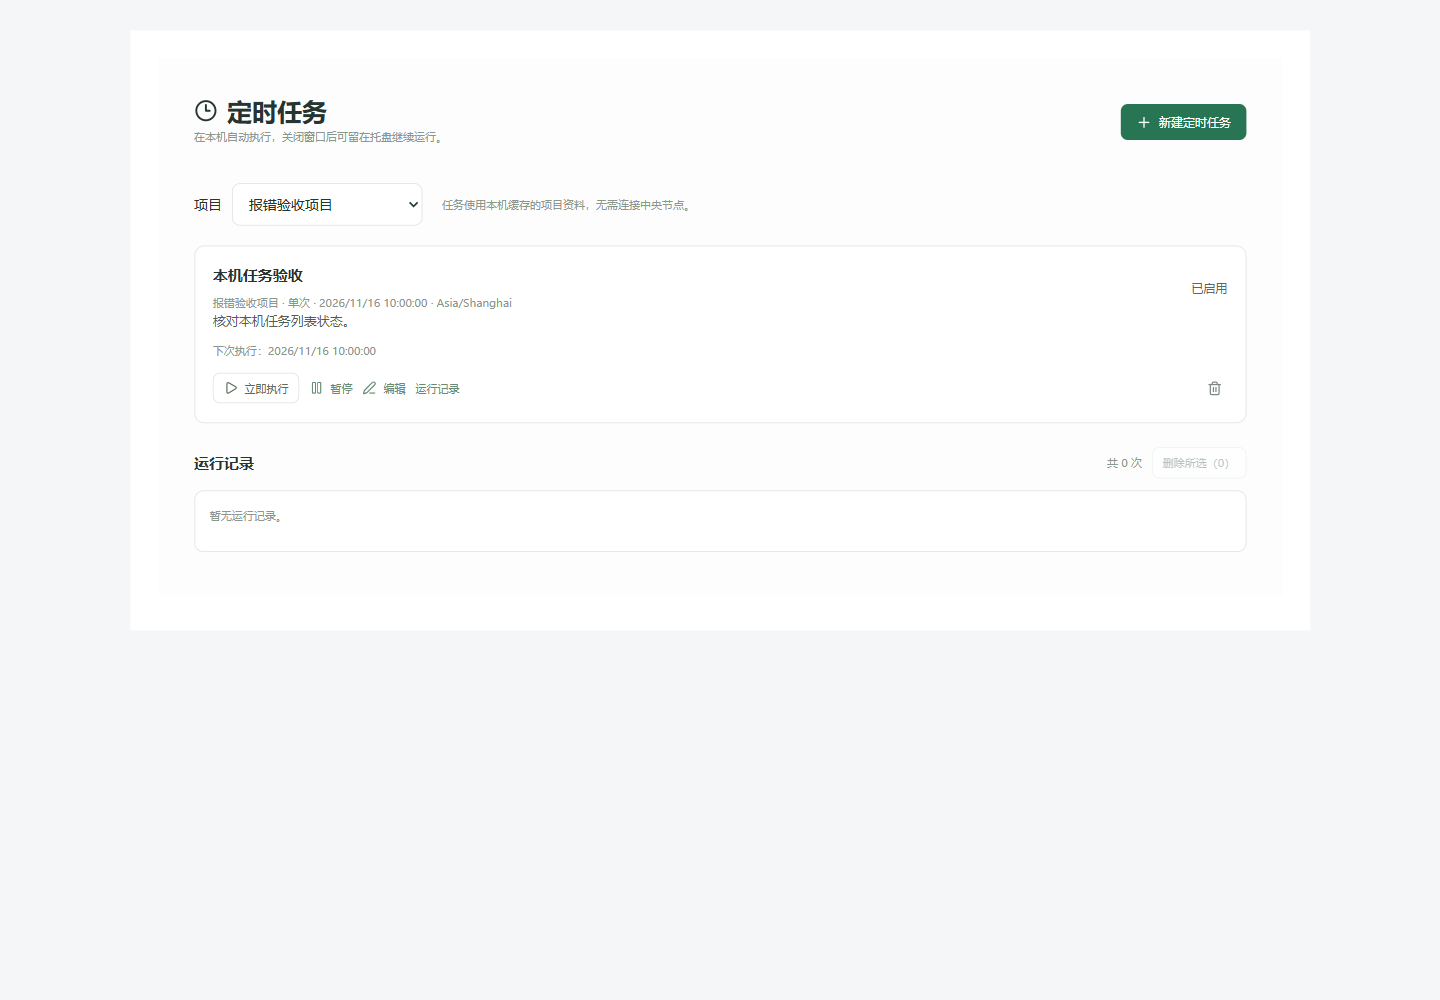 定时任务
在本机自动执行，关闭窗口后可留在托盘继续运行。
新建定时任务
项目 报错验收项目 任务使用本机缓存的项目资料，无需连接中央节点。
本机任务验收
已启用
报错验收项目 · 单次 · 2026/11/16 10:00:00 · Asia/Shanghai
核对本机任务列表状态。
下次执行：2026/11/16 10:00:00
立即执行 暂停 编辑 运行记录
运行记录 共 0 次 删除所选（0）
暂无运行记录。